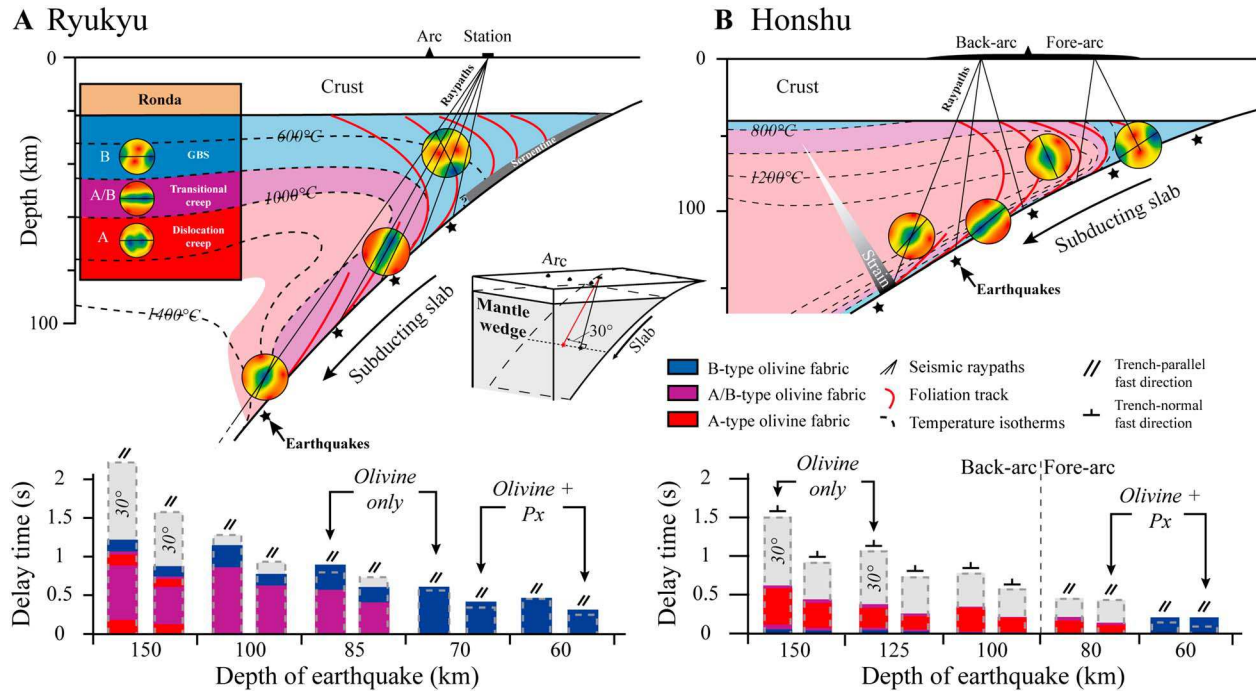 A Ryukyu
Arc
Station
0
Raypaths
Crust
Ronda
B
GBS
A/B
Transitional
creep
A
Dislocation
creep
600°C
1000°C
1400°C
Serpentine
?
Depth (km)
100
Subducting slab
Earthquakes
Arc
Mantle
wedge
30°
Slab
B Honshu
Back-arc
Fore-arc
0
Raypaths
Crust
800°C
1200°C
100
Strain
Subducting slab
Earthquakes
B-type olivine fabric
A/B-type olivine fabric
A-type olivine fabric
Seismic raypaths
Foliation track
Temperature isotherms
Trench-parallel
fast direction
Trench-normal
fast direction
Delay time (s)
2
1.5
1
0.5
0
30°
30°
Olivine
only
Olivine +
Px
150
100
85
70
60
Depth of earthquake (km)
Delay time (s)
2
1.5
1
0.5
0
Olivine
only
30°
30°
Back-arc
Fore-arc
Olivine +
Px
150
125
100
80
60
Depth of earthquake (km)